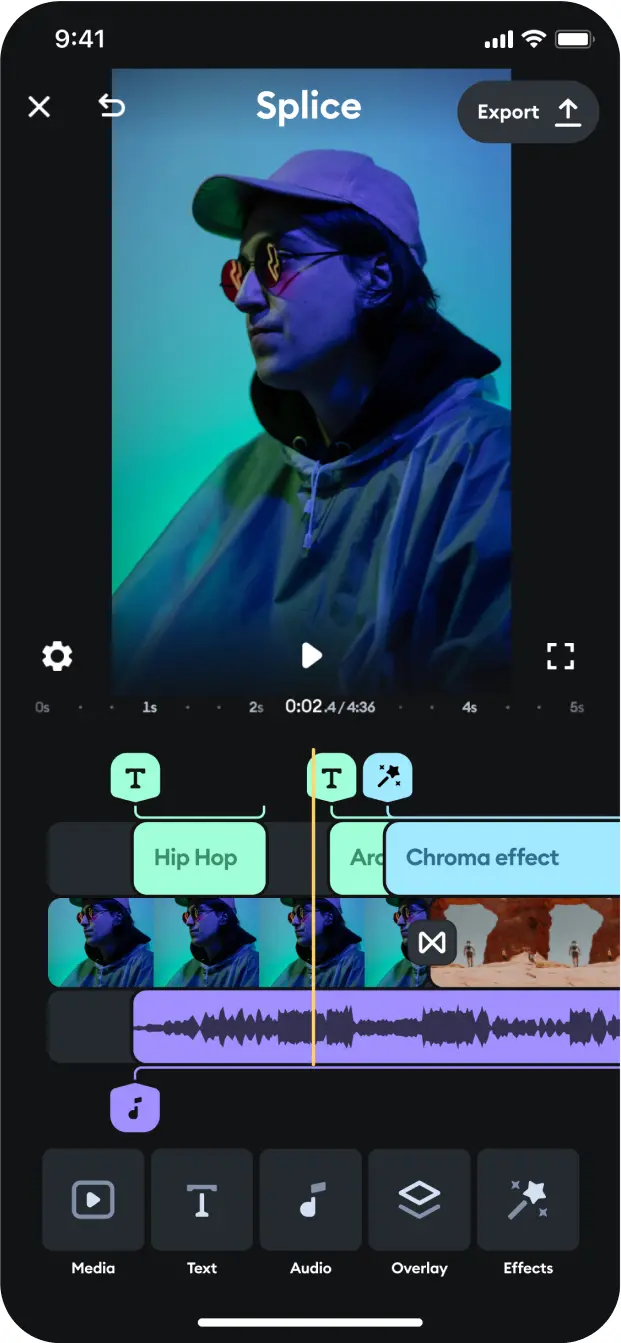 9:41
Splice
Export
0s 1s 2s 0:02.4/4:36 4s 5s
T T
Hip Hop
Chroma effect
Media
Text
Audio
Overlay
Effects